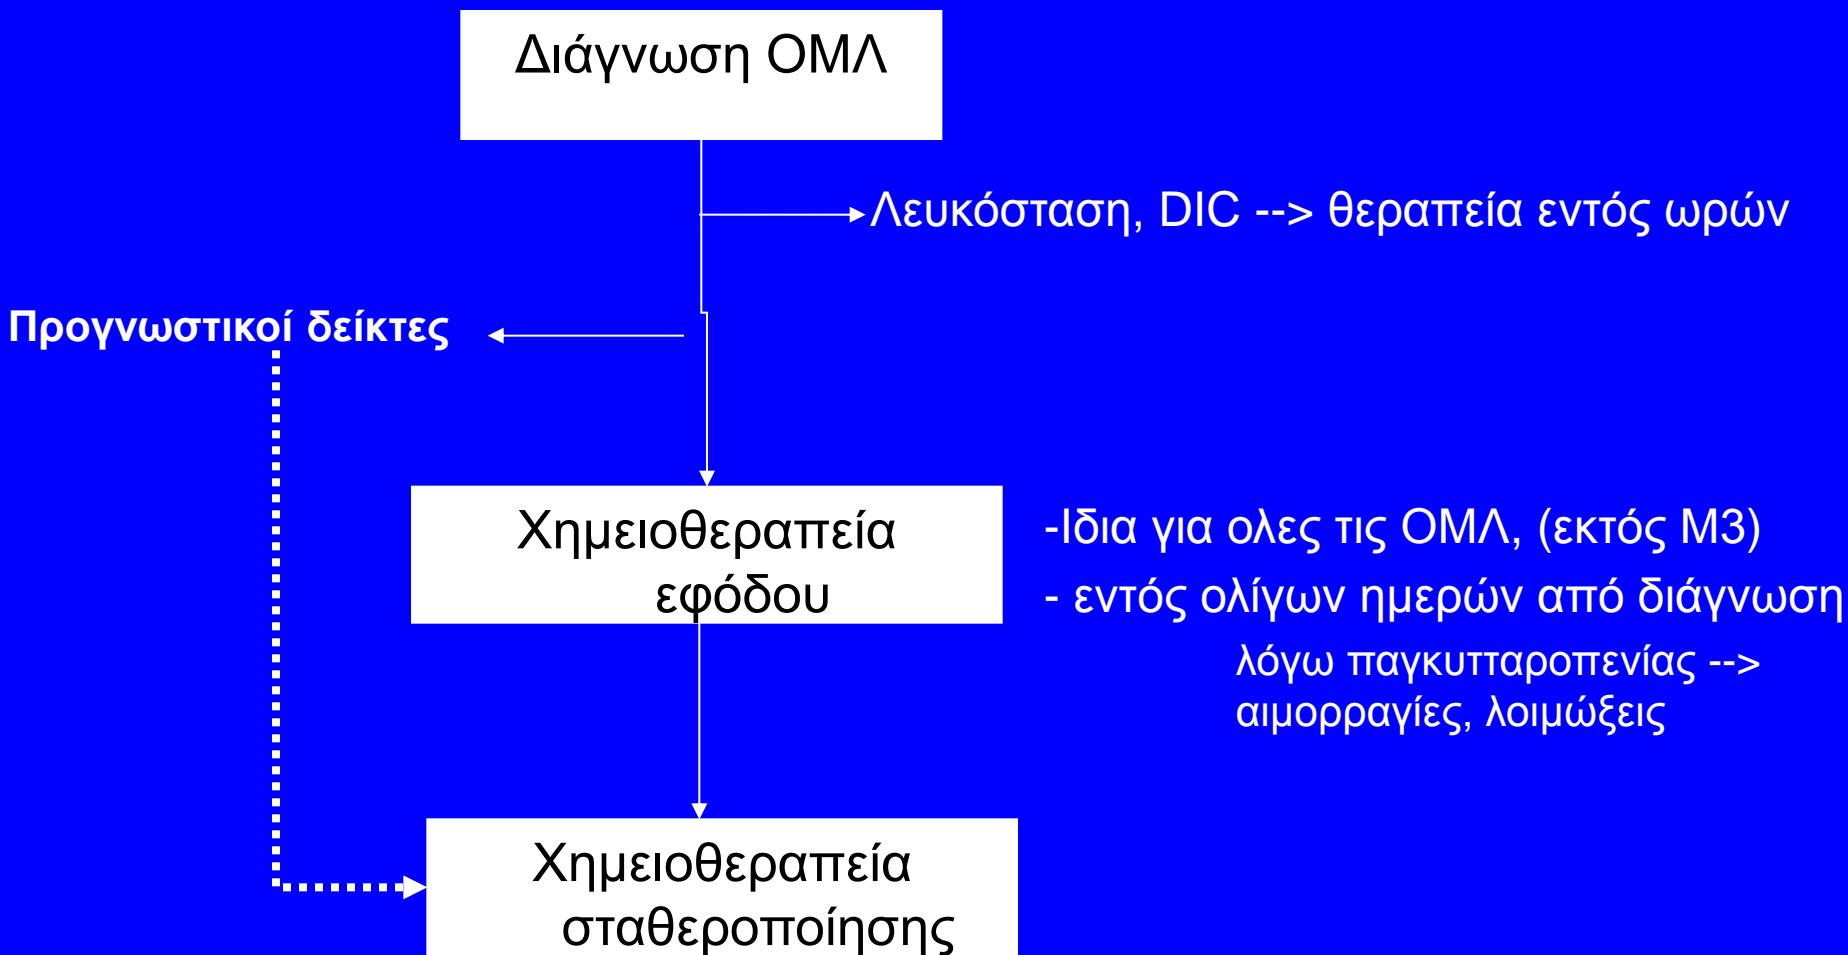 Διάγνωση ΟΜΛ
Λευκόσταση, DIC --> θεραπεία εντός ωρών
Προγνωστικοί δείκτες
Χημειοθεραπεία
εφόδου
-Ιδια για ολες τις ΟΜΛ, (εκτός Μ3)
- εντός ολίγων ημερών από διάγνωση
λόγω παγκυτταροπενίας -->
αιμορραγίες, λοιμώξεις
Χημειοθεραπεία
σταθεροποίησης